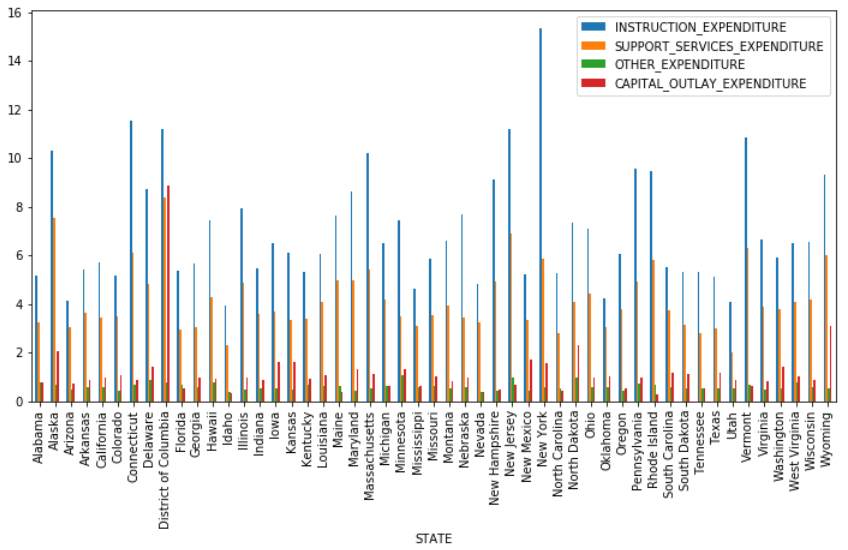 16
14
12
10
8
6
4
2
0
INSTRUCTION_EXPENDITURE
SUPPORT_SERVICES_EXPENDITURE
OTHER_EXPENDITURE
CAPITAL_OUTLAY_EXPENDITURE
Alabama
Alaska
Arizona
Arkansas
California
Colorado
Connecticut
Delaware
District of Columbia
Florida
Georgia
Hawaii
Idaho
Illinois
Indiana
Iowa
Kansas
Kentucky
Louisiana
Maine
Maryland
Massachusetts
Michigan
Minnesota
Mississippi
Missouri
Montana
Nebraska
Nevada
New Hampshire
New Jersey
New Mexico
New York
North Carolina
North Dakota
Ohio
Oklahoma
Oregon
Pennsylvania
Rhode Island
South Carolina
South Dakota
Tennessee
Texas
Utah
Vermont
Virginia
Washington
West Virginia
Wisconsin
Wyoming
STATE